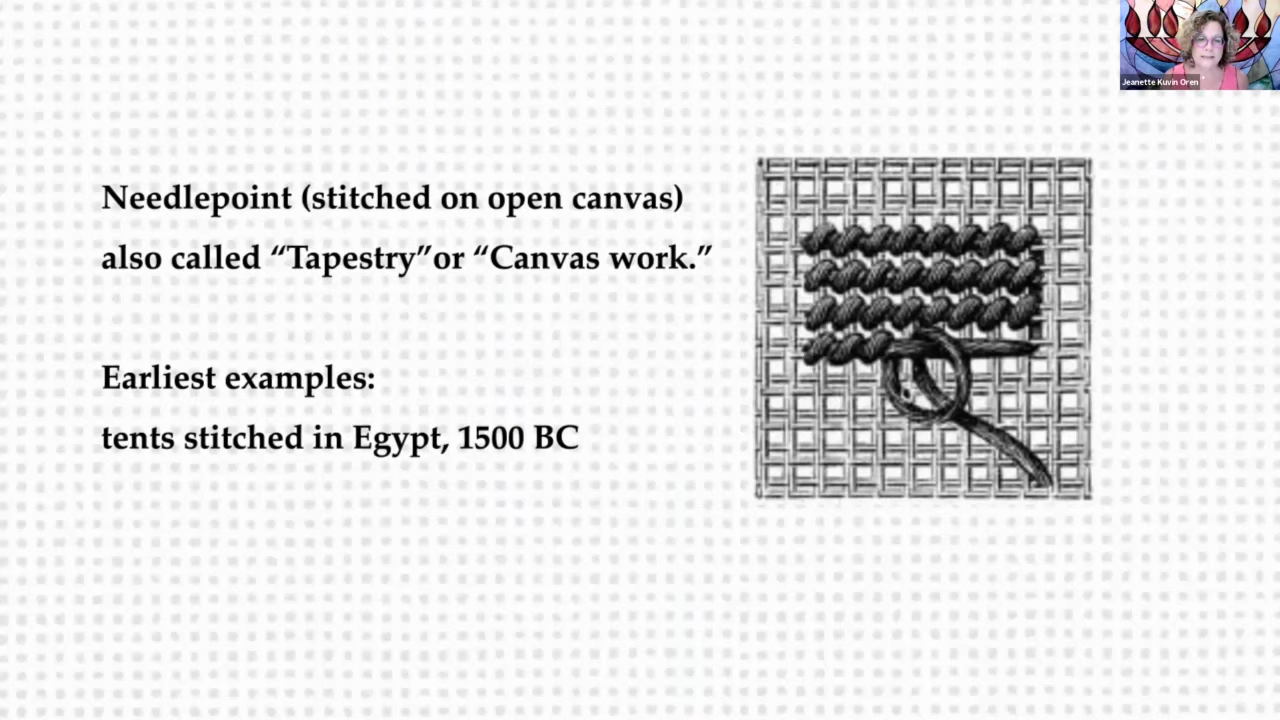 Jeanette Kuvin Oren
Needlepoint (stitched on open canvas)
also called “Tapestry”or “Canvas work.”
Earliest examples:
tents stitched in Egypt, 1500 BC